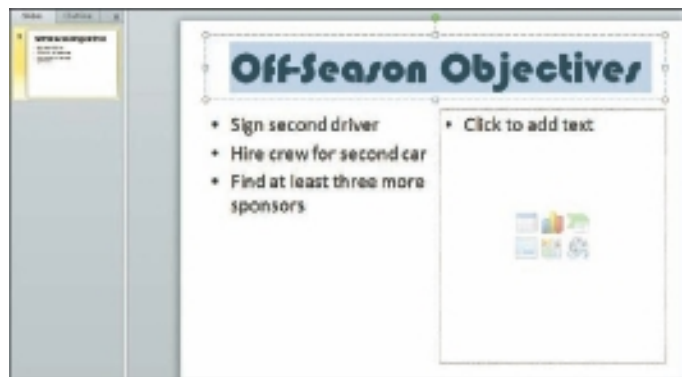 Slides
Off-Season Objectives
• Sign second driver
• Hire crew for second car
• Find at least three more
sponsors
• Click to add text